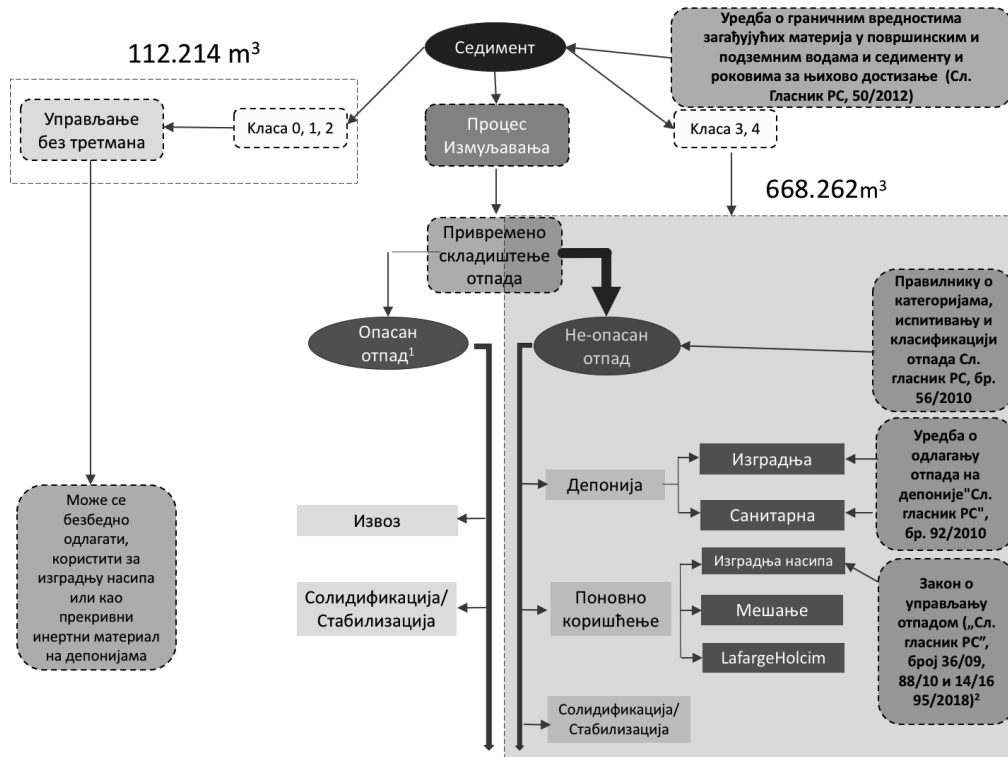 112.214 m³
Седимент
Уредба о граничним вредностима
загађујућих материја у површинским и
подземним водама и седименту и
роковима за њихово достизање (Сл.
Гласник РС, 50/2012)
Управљање
без третмана
Класа 0, 1, 2
Процес
Измуљавања
Класа 3, 4
668.262m³
Привремено
складиштење
отпада
Опасан
отпад¹
Не-опасан
отпад
Правилнику о
категоријама,
испитивању и
класификацији
отпада Сл.
гласник РС, бр.
56/2010
Депонија
Изградња
Санитарна
Уредба о
одлагању
отпада на
депоније"Сл.
гласник РС",
бр. 92/2010
Може се
безбедно
одлагати,
користити за
изградњу насипа
или као
прекривни
инертни материал
на депонијама
Извоз
Солидификација/
Стабилизација
Поновно
коришћење
Изградња насипа
Мешање
LafargeHolcim
Закон о
управљању
отпадом („Сл.
гласник РС”,
број 36/09,
88/10 и 14/16
95/2018)²
Солидификација/
Стабилизација